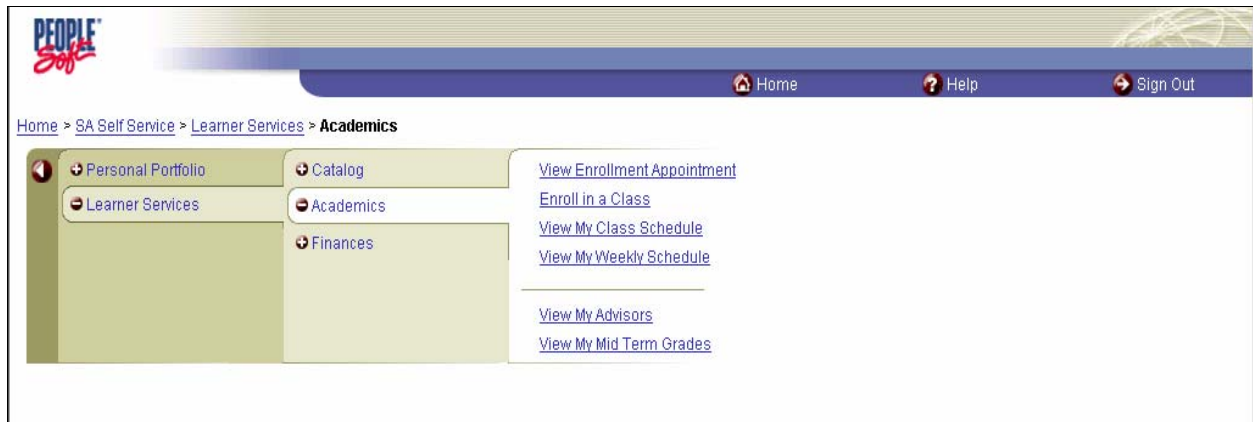 PEOPLE
Soft
Home
Help
Sign Out
Home > SA Self Service > Learner Services > Academics
Personal Portfolio
Learner Services
Catalog
Academics
Finances
View Enrollment Appointment
Enroll in a Class
View My Class Schedule
View My Weekly Schedule
View My Advisors
View My Mid Term Grades